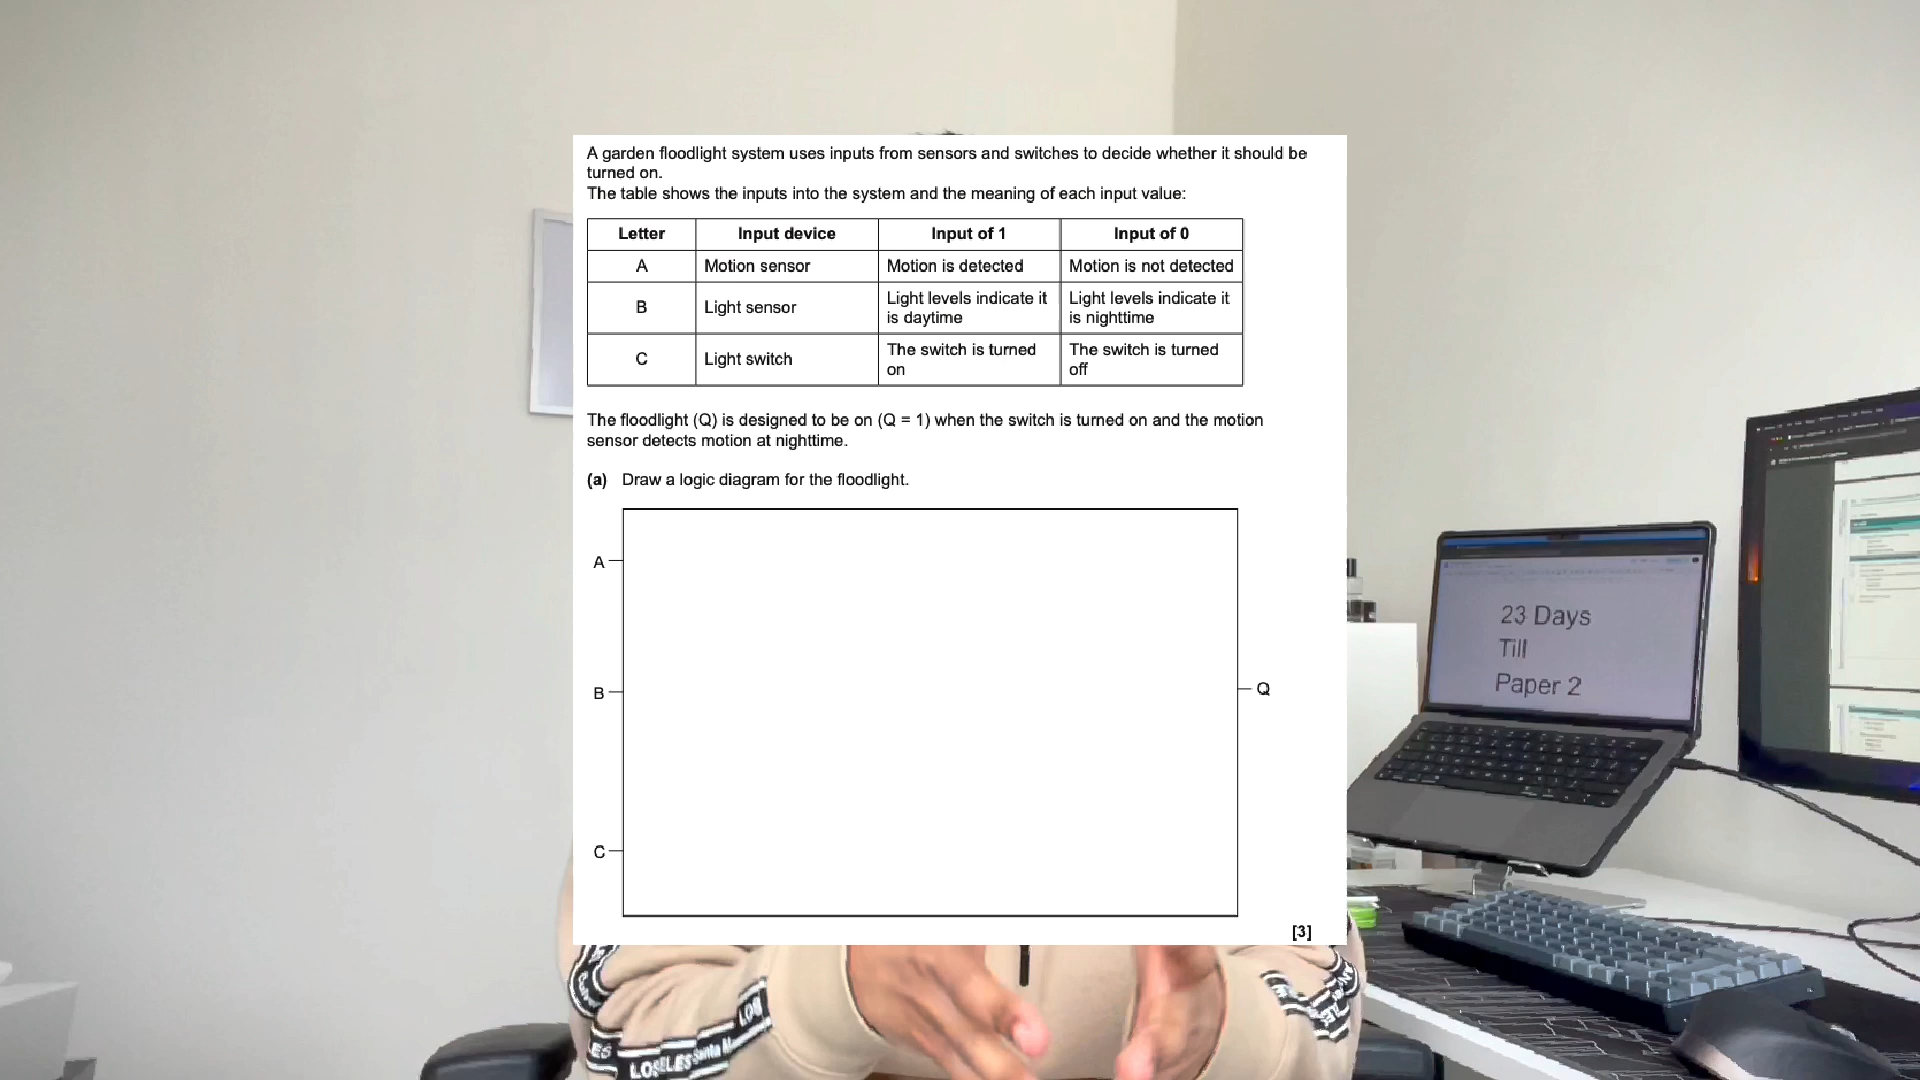 A garden floodlight system uses inputs from sensors and switches to decide whether it should be
turned on.
The table shows the inputs into the system and the meaning of each input value:
Letter Input device Input of 1 Input of 0
A Motion sensor Motion is detected Motion is not detected
B Light sensor Light levels indicate it is daytime Light levels indicate it is nighttime
C Light switch The switch is turned on The switch is turned off
The floodlight (Q) is designed to be on (Q = 1) when the switch is turned on and the motion
sensor detects motion at nighttime.
(a) Draw a logic diagram for the floodlight.
A
B
Q
C
[3]
23 Days
Till
Paper 2